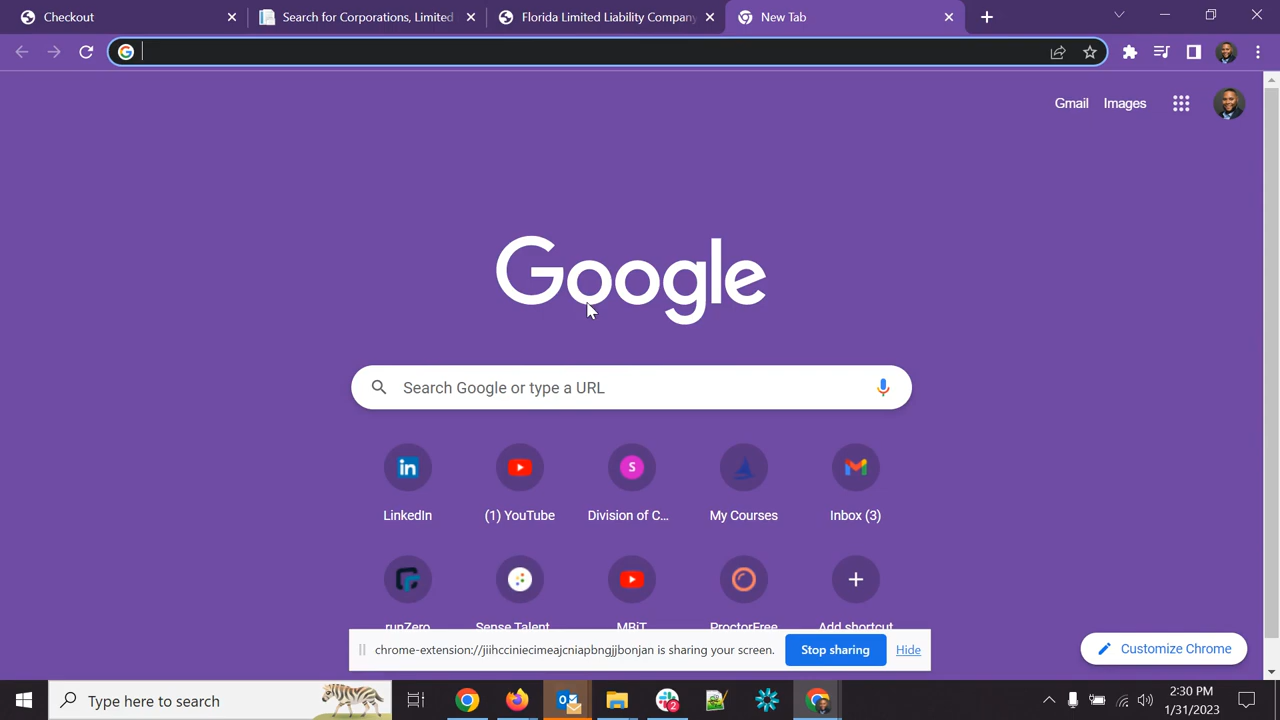 Checkout
Search for Corporations, Limited
Florida Limited Liability Company
New Tab
Gmail Images
Google
Search Google or type a URL
LinkedIn
(1) YouTube
Division of C...
My Courses
Inbox (3)
runZero
Sense Talent
MBiT
ProctorFree
Add shortcut
chrome-extension://jiihcciniecimeajcniapbngjjbonjan is sharing your screen.
Stop sharing
Hide
Customize Chrome
Type here to search
2:30 PM
1/31/2023